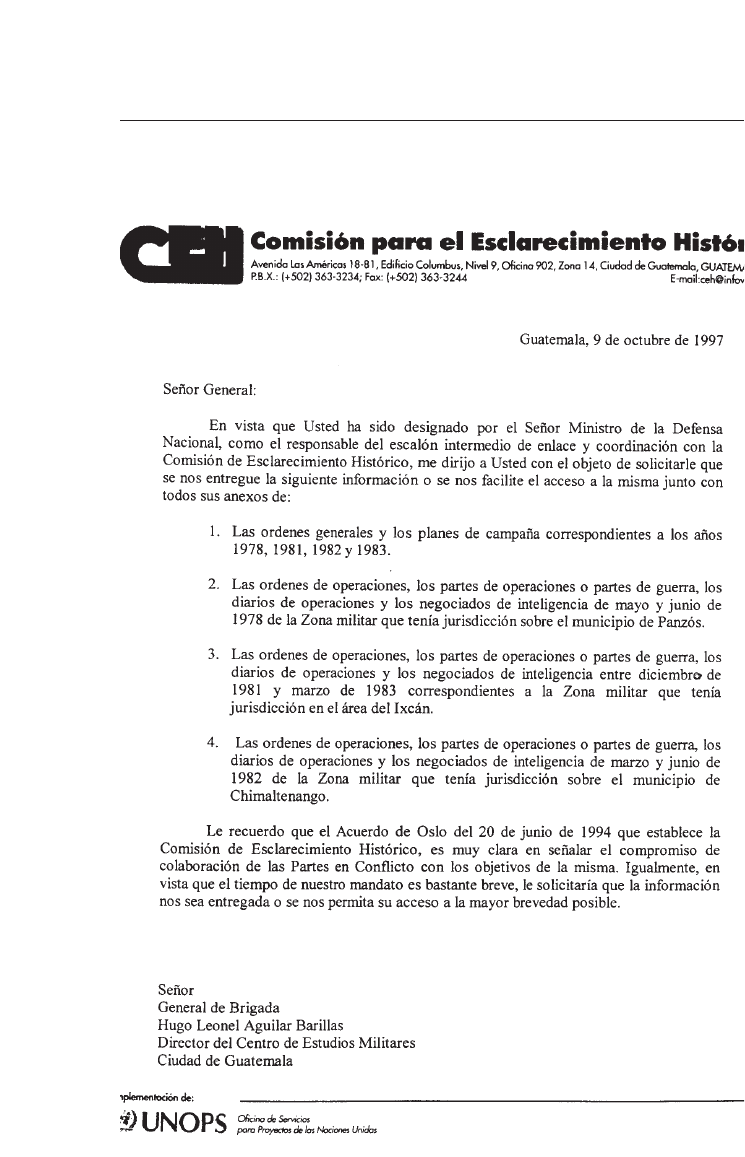 CEH Comisión para el Esclarecimiento
Avenida Las Américas 18-81, Edificio Columbus, Nivel 9, Oficina 902, Zona 14, Ciudad de Guatemala,
P.B.X.: (+502) 363-3234; Fax: (+502) 363-3244
Guatemala, 9 de octubre de 1997
Señor General:
En vista que Usted ha sido designado por el Señor Ministro de la Defensa
Nacional, como el responsable del escalón intermedio de enlace y coordinación con la
Comisión de Esclarecimiento Histórico, me dirijo a Usted con el objeto de solicitarle que
se nos entregue la siguiente información o se nos facilite el acceso a la misma junto con
todos sus anexos de:
1. Las ordenes generales y los planes de campaña correspondientes a los años
1978, 1981, 1982 y 1983.
2. Las ordenes de operaciones, los partes de operaciones o partes de guerra, los
diarios de operaciones y los negociados de inteligencia de mayo y junio de
1978 de la Zona militar que tenía jurisdicción sobre el municipio de Panzós.
3. Las ordenes de operaciones, los partes de operaciones o partes de guerra, los
diarios de operaciones y los negociados de inteligencia entre diciembre de
1981 y marzo de 1983 correspondientes a la Zona militar que tenía
jurisdicción en el área del Ixcán.
4. Las ordenes de operaciones, los partes de operaciones o partes de guerra, los
diarios de operaciones y los negociados de inteligencia de marzo y junio de
1982 de la Zona militar que tenía jurisdicción sobre el municipio de
Chimaltenango.
Le recuerdo que el Acuerdo de Oslo del 20 de junio de 1994 que establece la
Comisión de Esclarecimiento Histórico, es muy clara en señalar el compromiso de
colaboración de las Partes en Conflicto con los objetivos de la misma. Igualmente, en
vista que el tiempo de nuestro mandato es bastante breve, le solicitaría que la información
nos sea entregada o se nos permita su acceso a la mayor brevedad posible.
Señor
General de Brigada
Hugo Leonel Aguilar Barillas
Director del Centro de Estudios Militares
Ciudad de Guatemala
de:
UNOPS Oficina de Servicios
para Proyectos de las Naciones Unidas